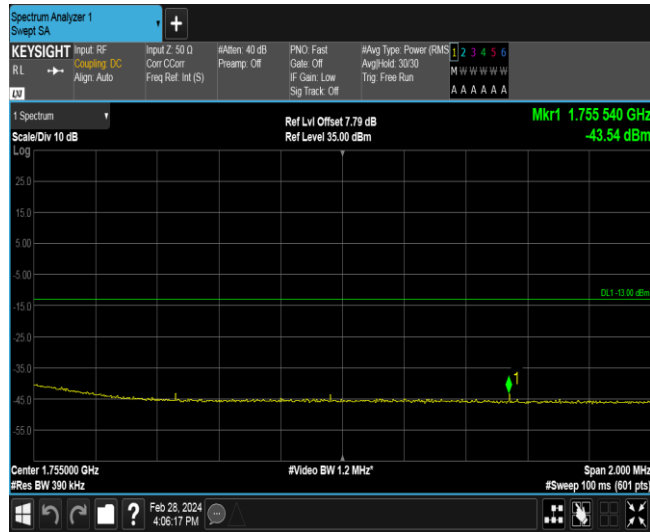 Spectrum Analyzer 1
Swept SA
+
KEYSIGHT
RL
LXI
Input: RF
Coupling: DC
Align: Auto
Input Z: 50 Ω
Corr CCorr
Freq Ref: Int (S)
#Atten: 40 dB
Preamp: Off
PNO: Fast
Gate: Off
IF Gain: Low
Sig Track: Off
#Avg Type: Power (RMS
Avg|Hold: 30/30
Trig: Free Run
1 2 3 4 5 6
M W W W W W
A A A A A A
1 Spectrum
Scale/Div 10 dB
Log
Ref Lvl Offset 7.79 dB
Ref Level 35.00 dBm
Mkr1 1.755 540 GHz
-43.54 dBm
25.0
15.0
5.00
-5.00
DL1 -13.00 dBm
-15.0
-25.0
-35.0
1
-45.0
-55.0
Center 1.755000 GHz
#Res BW 390 kHz
#Video BW 1.2 MHz*
Span 2.000 MHz
#Sweep 100 ms (601 pts)
?
Feb 28, 2024
4:06:17 PM